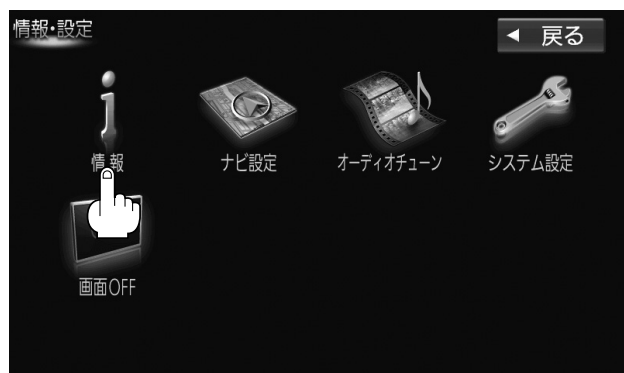 情報・設定
戻る
情報
ナビ設定
オーディオチューン
システム設定
画面OFF